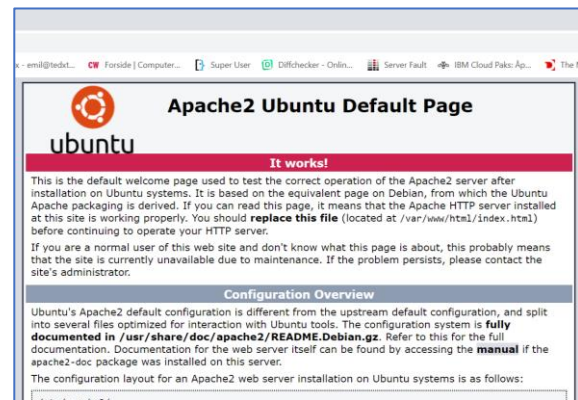 x - emil@tedxt... CW Forside | Computer... Super User Diffchecker - Onlin... Server Fault IBM Cloud Paks: Åp... The
Apache2 Ubuntu Default Page
ubuntu
It works!
This is the default welcome page used to test the correct operation of the Apache2 server after
installation on Ubuntu systems. It is based on the equivalent page on Debian, from which the Ubuntu
Apache packaging is derived. If you can read this page, it means that the Apache HTTP server installed
at this site is working properly. You should replace this file (located at /var/www/html/index.html)
before continuing to operate your HTTP server.
If you are a normal user of this web site and don't know what this page is about, this probably means
that the site is currently unavailable due to maintenance. If the problem persists, please contact the
site's administrator.
Configuration Overview
Ubuntu's Apache2 default configuration is different from the upstream default configuration, and split
into several files optimized for interaction with Ubuntu tools. The configuration system is fully
documented in /usr/share/doc/apache2/README.Debian.gz. Refer to this for the full
documentation. Documentation for the web server itself can be found by accessing the manual if the
apache2-doc package was installed on this server.
The configuration layout for an Apache2 web server installation on Ubuntu systems is as follows: